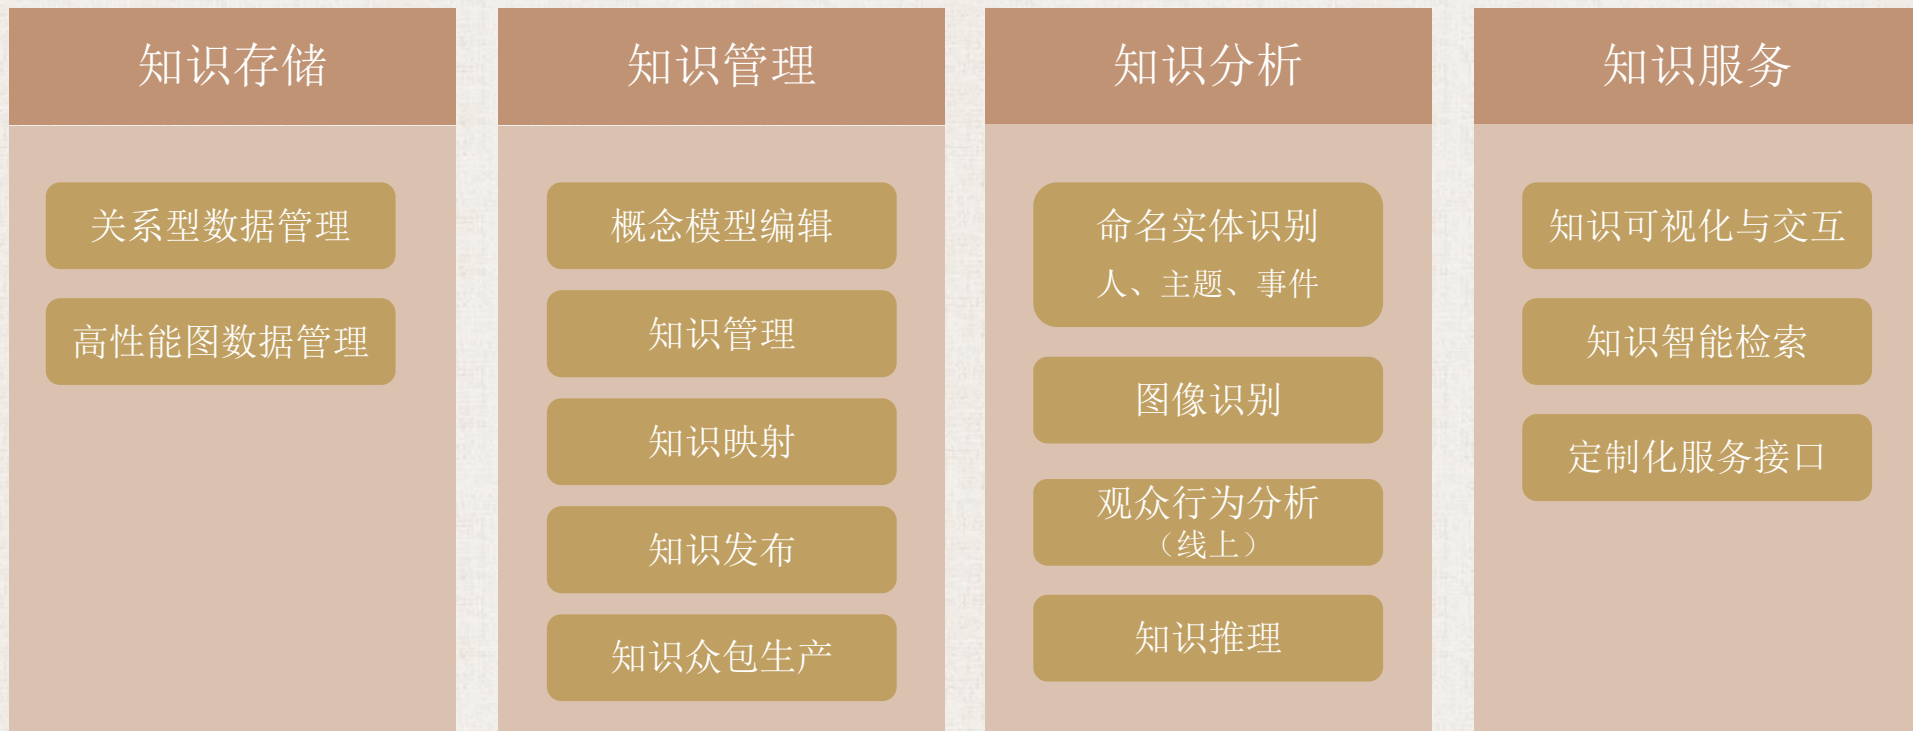 知识存储
关系型数据管理
高性能图数据管理
知识管理
概念模型编辑
知识管理
知识映射
知识发布
知识众包生产
知识分析
命名实体识别
人、主题、事件
图像识别
观众行为分析
（线上）
知识推理
知识服务
知识可视化与交互
知识智能检索
定制化服务接口